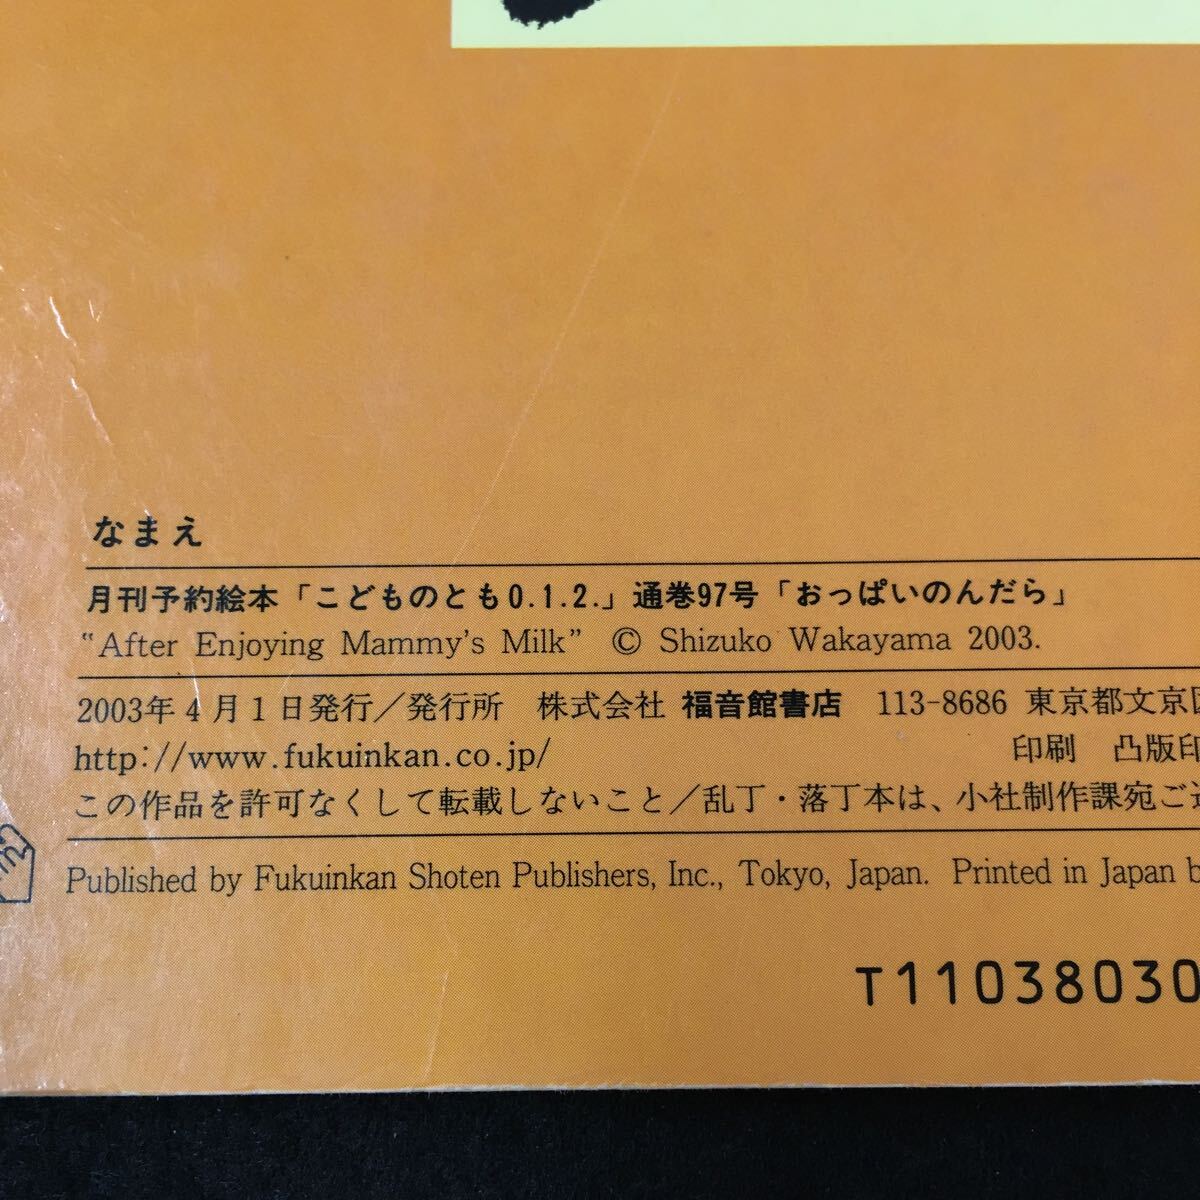 なまえ
月刊予約絵本「こどものとも0.1.2.」通巻97号「おっぱいのんだら」
"After Enjoying Mammy's Milk" © Shizuko Wakayama 2003.
2003年4月1日発行／発行所 株式会社 福音館書店 113-8686 東京都文京
http://www.fukuinkan.co.jp/ 印刷 凸版印
この作品を許可なくして転載しないこと／乱丁・落丁本は、小社制作課宛ご
Published by Fukuinkan Shoten Publishers, Inc., Tokyo, Japan. Printed in Japan b
T11038030